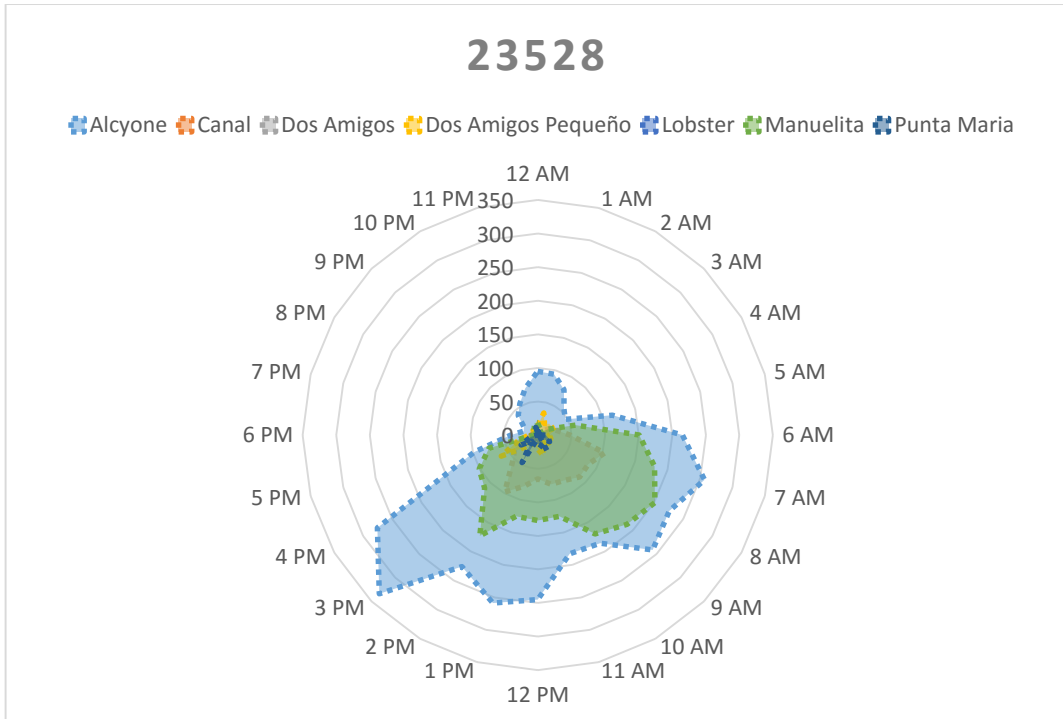 23528
Alcyone Canal Dos Amigos Dos Amigos Pequeño Lobster Manuelita Punta Maria
12 AM
1 AM
2 AM
3 AM
4 AM
5 AM
6 AM
7 AM
8 AM
9 AM
10 AM
11 AM
12 PM
1 PM
2 PM
3 PM
4 PM
5 PM
6 PM
7 PM
8 PM
9 PM
10 PM
11 PM
350
300
250
200
150
100
50
0